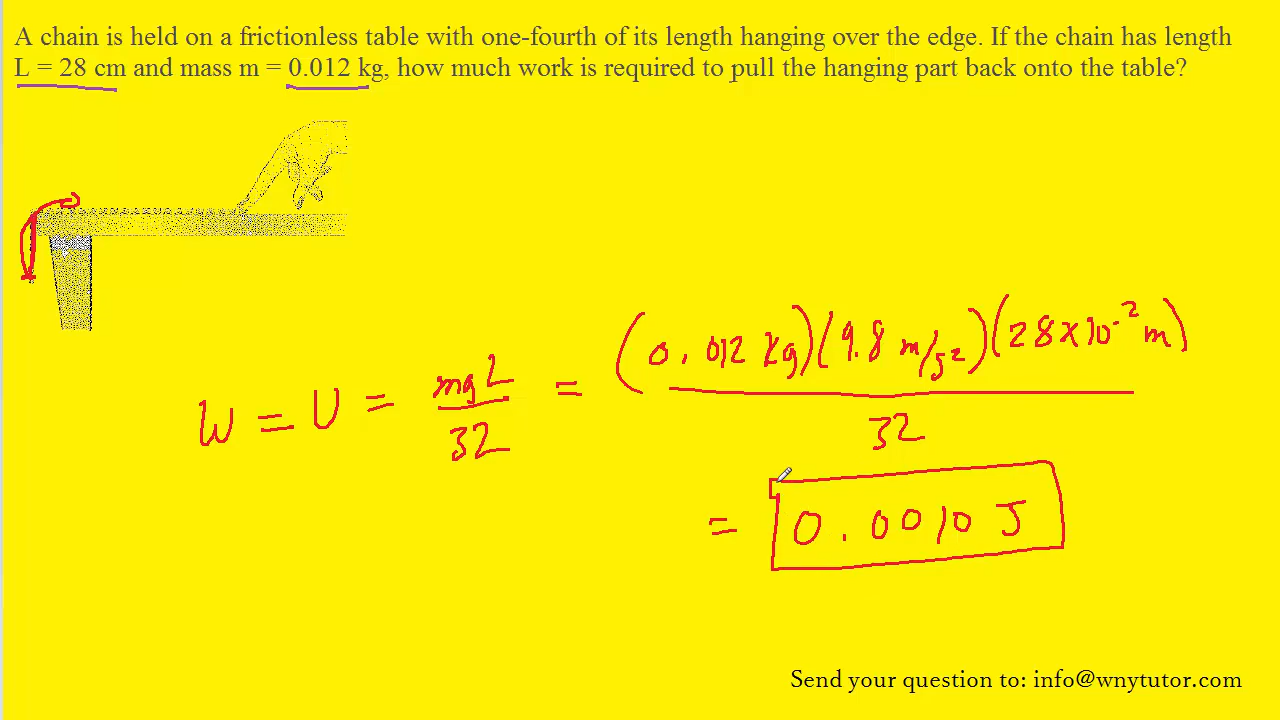 A chain is held on a frictionless table with one-fourth of its length hanging over the edge. If the chain has length
L = 28 cm and mass m = 0.012 kg, how much work is required to pull the hanging part back onto the table?
W = U = mgL/32 = (0.012 kg)(9.8 m/s²)(28×10⁻² m)/32
= 0.0010 J
Send your question to: info@wnytutor.com